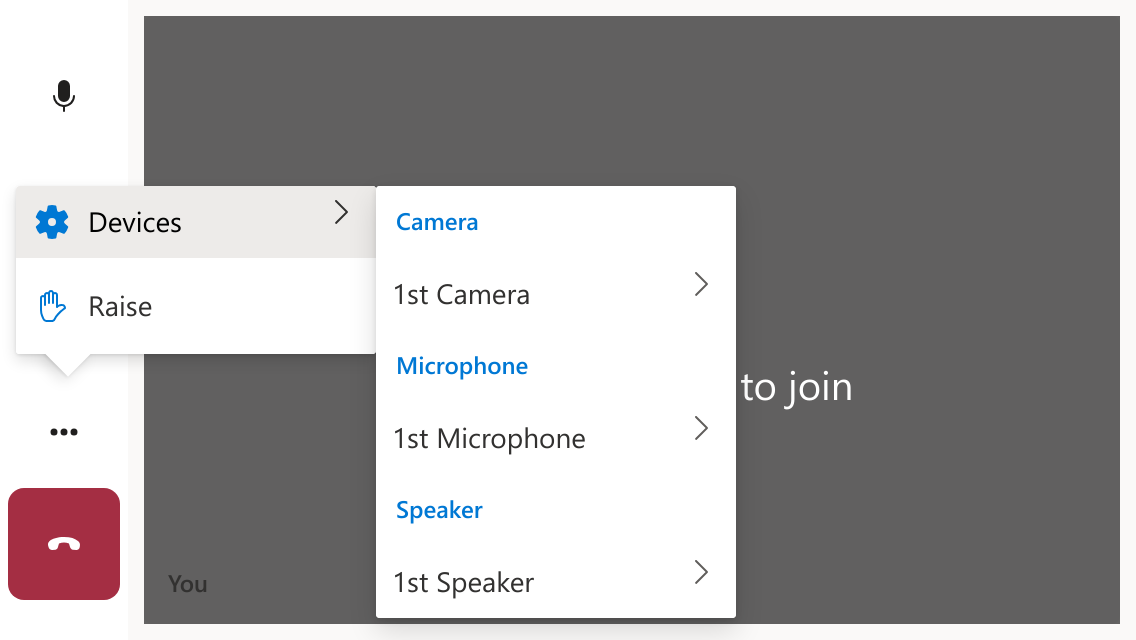 Devices
Raise
Camera
1st Camera
Microphone
1st Microphone
Speaker
1st Speaker
to join
You